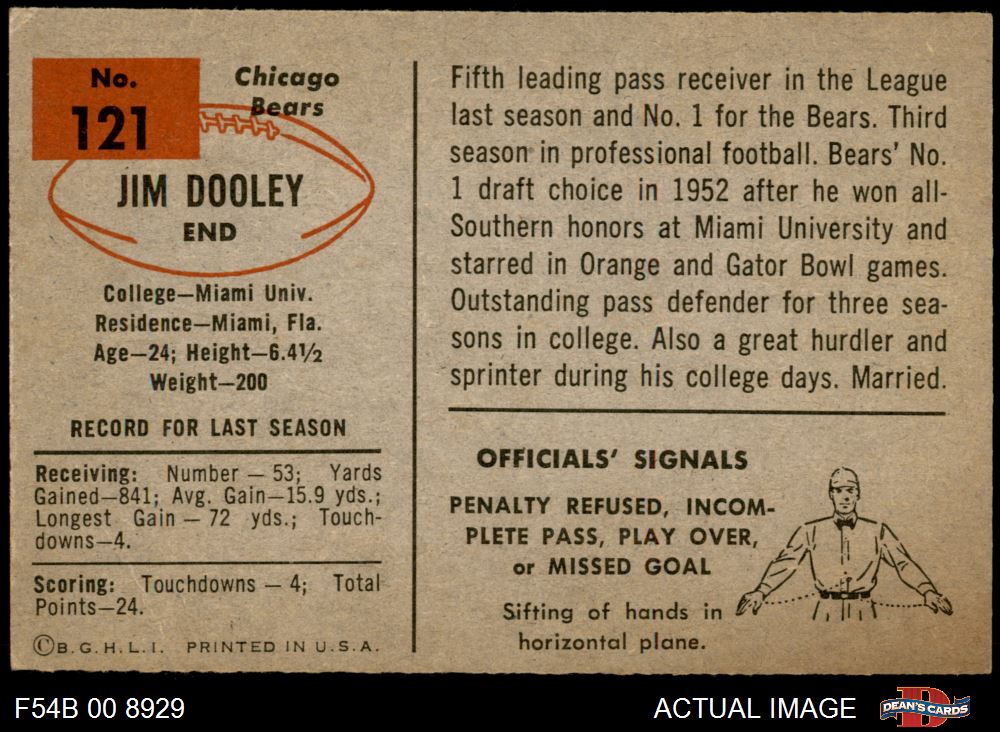 No.
121
Chicago
Bears
JIM DOOLEY
END
College—Miami Univ.
Residence—Miami, Fla.
Age—24; Height—6.4½
Weight—200
RECORD FOR LAST SEASON
Receiving: Number — 53; Yards
Gained—841; Avg. Gain—15.9 yds.;
Longest Gain — 72 yds.; Touch-
downs—4.
Scoring: Touchdowns — 4; Total
Points—24.
©B.G.H.L.I. PRINTED IN U.S.A.
Fifth leading pass receiver in the League
last season and No. 1 for the Bears. Third
season in professional football. Bears' No.
1 draft choice in 1952 after he won all-
Southern honors at Miami University and
starred in Orange and Gator Bowl games.
Outstanding pass defender for three sea-
sons in college. Also a great hurdler and
sprinter during his college days. Married.
OFFICIALS' SIGNALS
PENALTY REFUSED, INCOM-
PLETE PASS, PLAY OVER,
or MISSED GOAL
Sifting of hands in
horizontal plane.
F54B 00 8929
ACTUAL IMAGE
D
DEAN'S CARDS